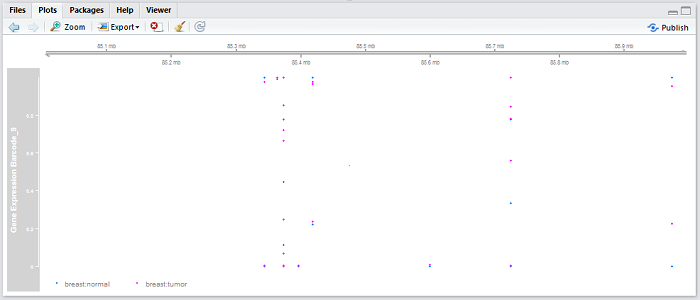 Files Plots Packages Help Viewer
Zoom Export Publish
85.1 mb 85.3 mb 85.5 mb 85.7 mb 85.9 mb
85.2 mb 85.4 mb 85.6 mb 85.8 mb
Gene Expression Barcode_8
0.8
0.6
0.4
0.2
0
breast:normal breast:tumor